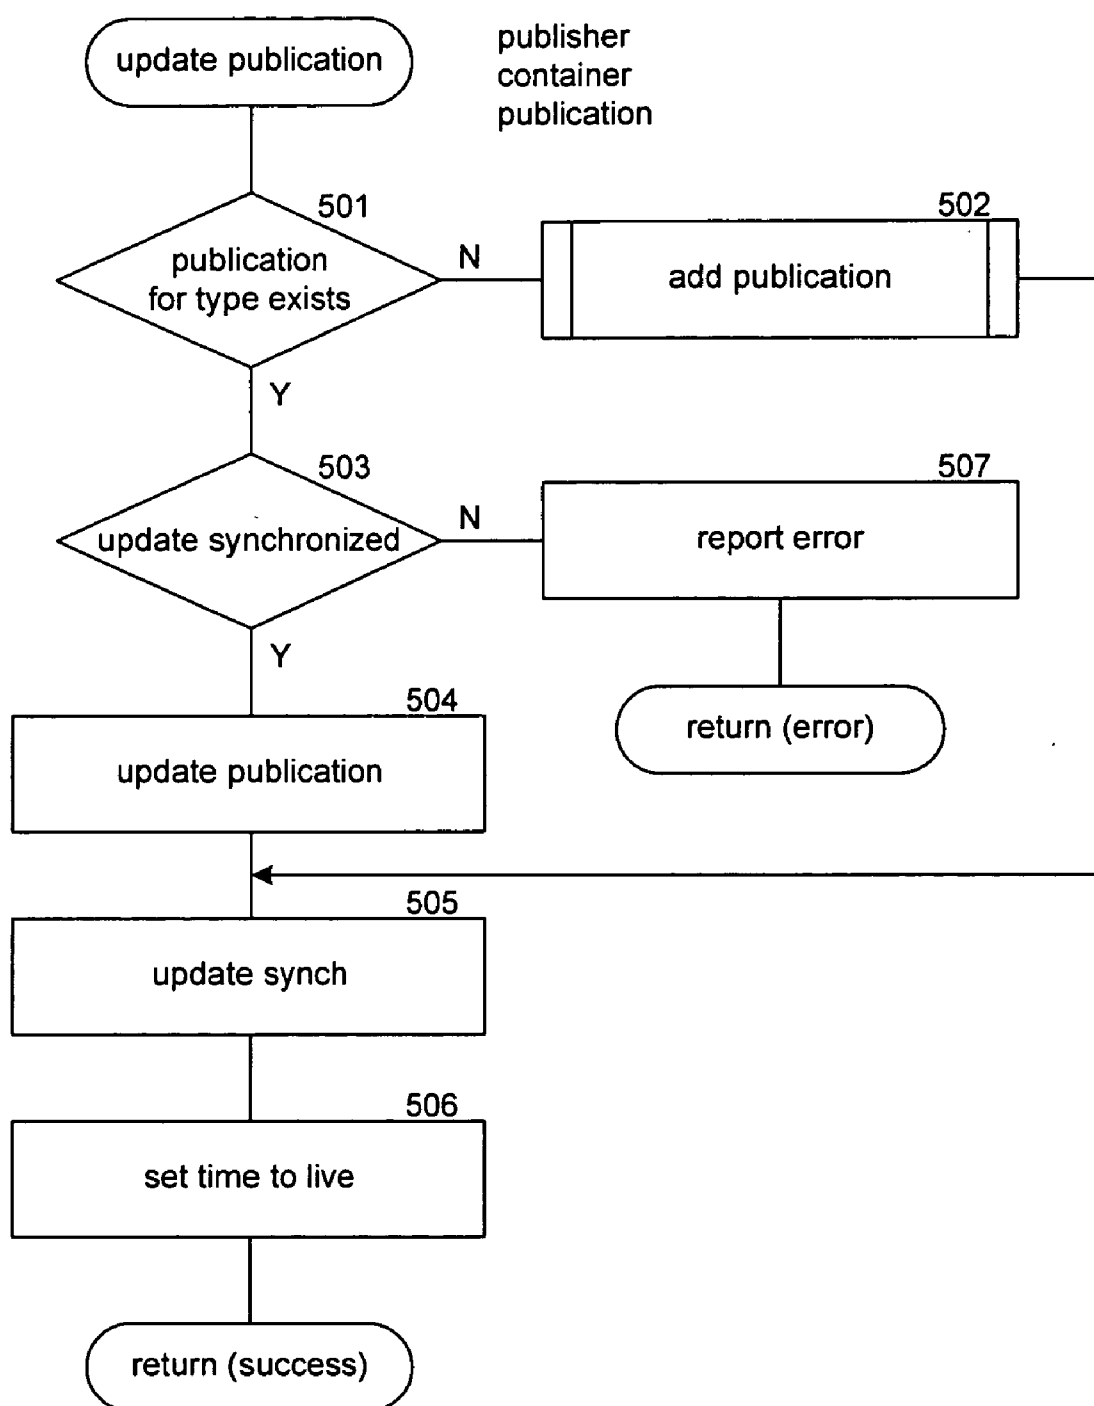 update publication
publisher
container
publication
501
publication
for type exists
N
502
add publication
Y
503
update synchronized
N
507
report error
Y
return (error)
504
update publication
505
update synch
506
set time to live
return (success)